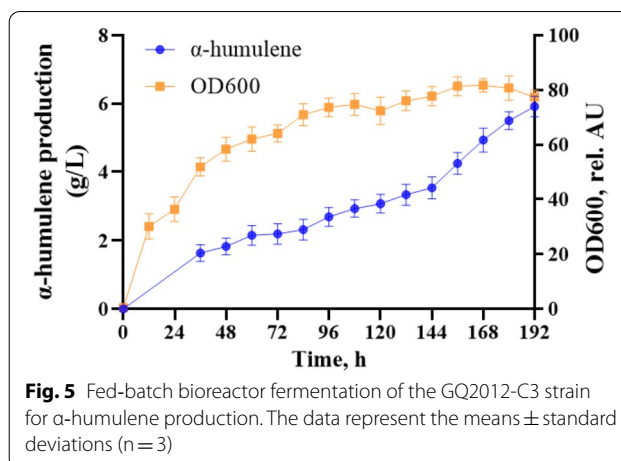 α-humulene
OD600
α-humulene production
(g/L)
8
6
4
2
0
100
80
60
40
20
0
OD600, rel. AU
0 24 48 72 96 120 144 168 192
Time, h
Fig. 5 Fed-batch bioreactor fermentation of the GQ2012-C3 strain
for α-humulene production. The data represent the means ± standard
deviations (n = 3)